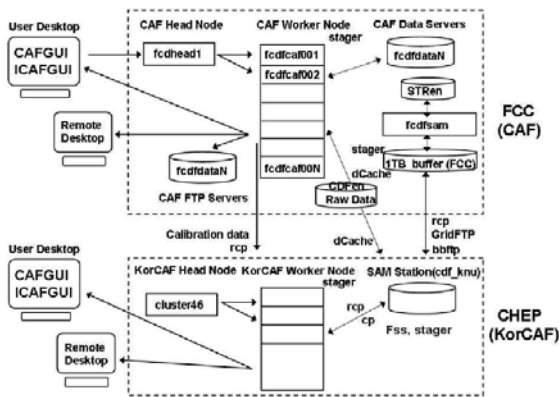 CAF Head Node
CAF Worker Node
CAF Data Servers
User Desktop
stager
CAFGUI
ICAFGUI
fcdhead1
fcdfcaf001
fcdfcaf002
fcdfdataN
STRen
FCC
(CAF)
Remote
Desktop
fcdfsam
stager
fcdfdataN
fcdfcaf00N
1TB buffer (FCC)
dCache
CDFen
Raw Data
CAF FTP Servers
rcp
GridFTP
bbftp
Calibration data
rcp
dCache
User Desktop
KorCAF Head Node
KorCAF Worker Node
stager
SAM Station(cdf_knu)
CAFGUI
ICAFGUI
cluster46
rcp
cp
Fss, stager
CHEP
(KorCAF)
Remote
Desktop